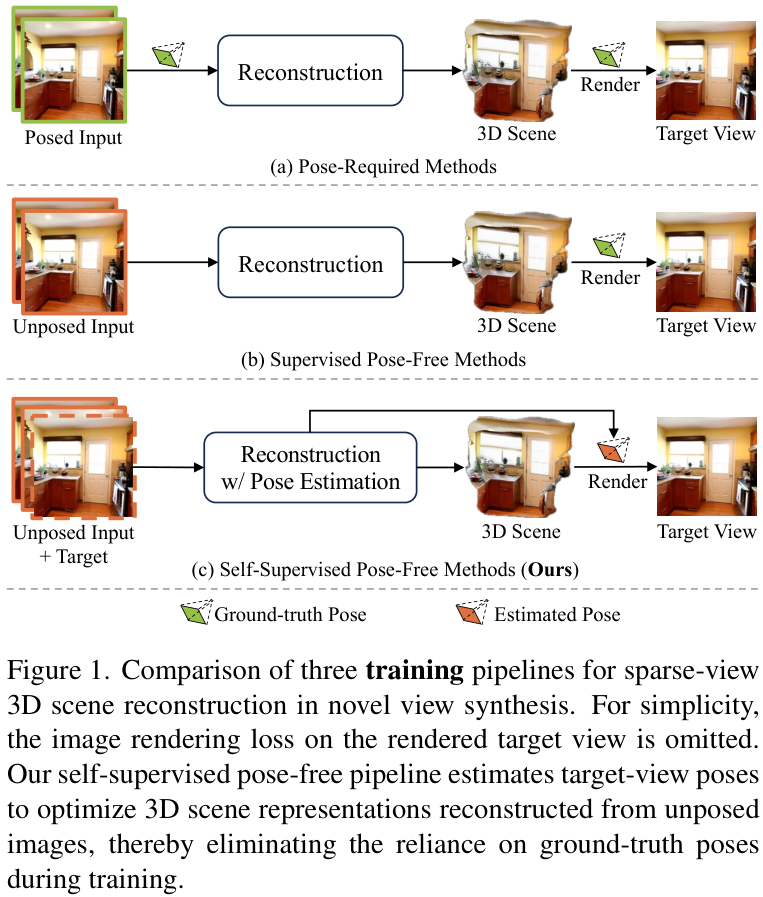 Reconstruction
Render
Posed Input
3D Scene
Target View
(a) Pose-Required Methods
Reconstruction
Render
Unposed Input
3D Scene
Target View
(b) Supervised Pose-Free Methods
Reconstruction
w/ Pose Estimation
Render
Unposed Input
+ Target
3D Scene
Target View
(c) Self-Supervised Pose-Free Methods (Ours)
Ground-truth Pose
Estimated Pose
Figure 1. Comparison of three training pipelines for sparse-view
3D scene reconstruction in novel view synthesis. For simplicity,
the image rendering loss on the rendered target view is omitted.
Our self-supervised pose-free pipeline estimates target-view poses
to optimize 3D scene representations reconstructed from unposed
images, thereby eliminating the reliance on ground-truth poses
during training.